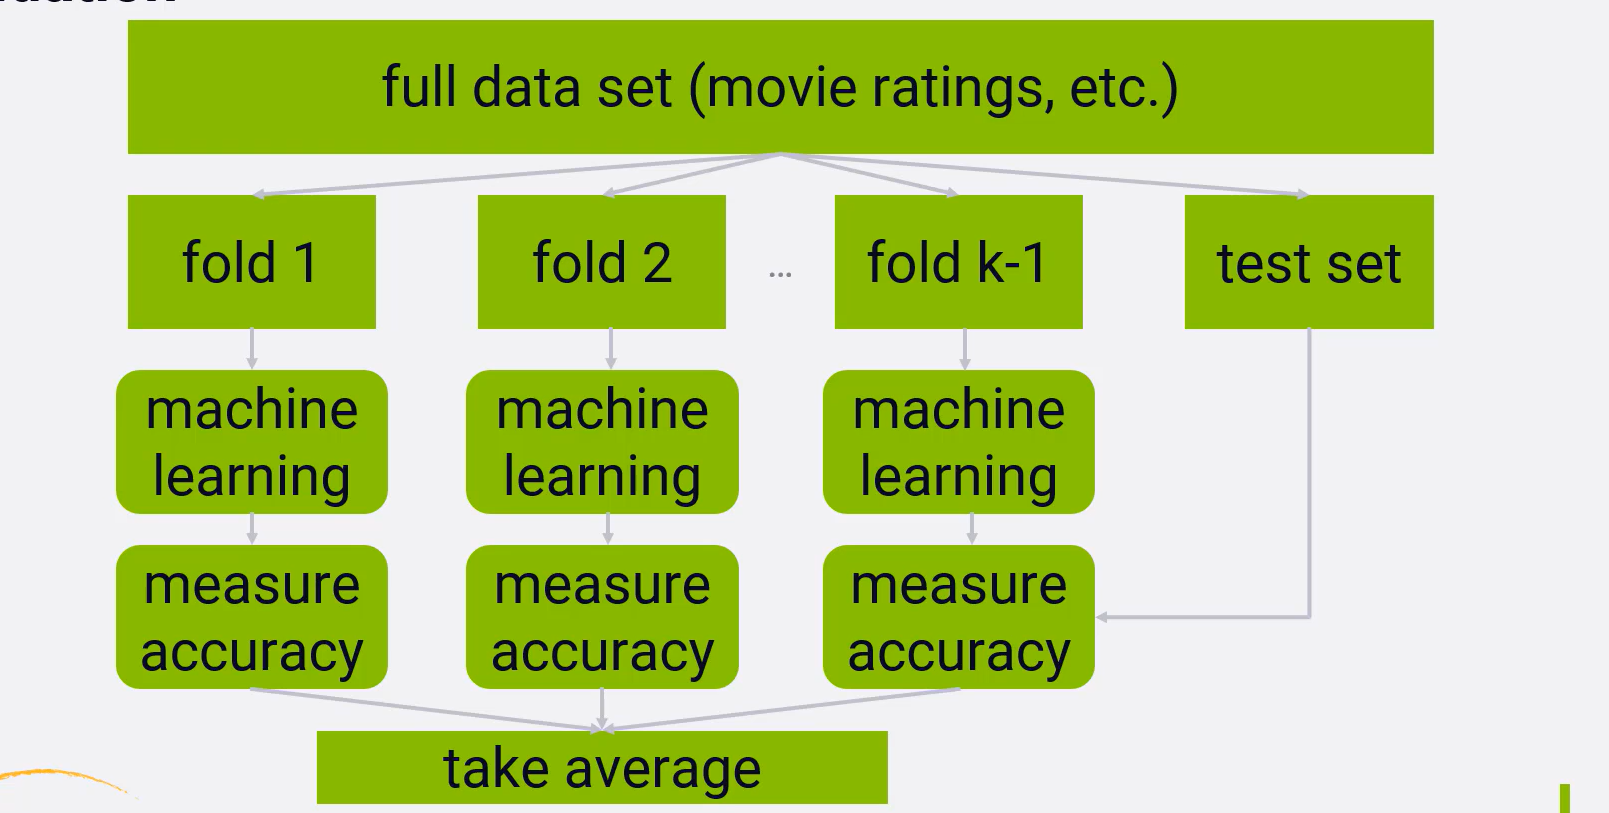 full data set (movie ratings, etc.)
fold 1
fold 2
...
fold k-1
test set
machine
learning
machine
learning
machine
learning
measure
accuracy
measure
accuracy
measure
accuracy
take average